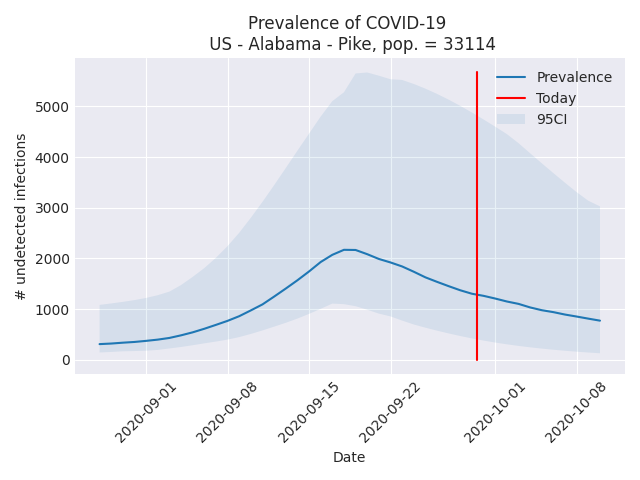 Prevalence of COVID-19
US - Alabama - Pike, pop. = 33114
Prevalence
Today
95CI
# undetected infections
5000
4000
3000
2000
1000
0
2020-09-01
2020-09-08
2020-09-15
2020-09-22
2020-10-01
2020-10-08
Date